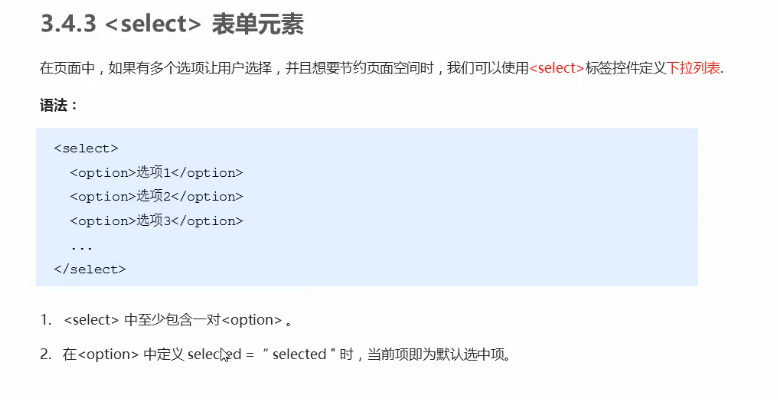 3.4.3 <select> 表单元素
在页面中，如果有多个选项让用户选择，并且想要节约页面空间时，我们可以使用<select>标签控件定义下拉列表.
语法：
<select>
<option>选项1</option>
<option>选项2</option>
<option>选项3</option>
...
</select>
1. <select> 中至少包含一对<option> 。
2. 在<option> 中定义 selected = “ selected " 时，当前项即为默认选中项。